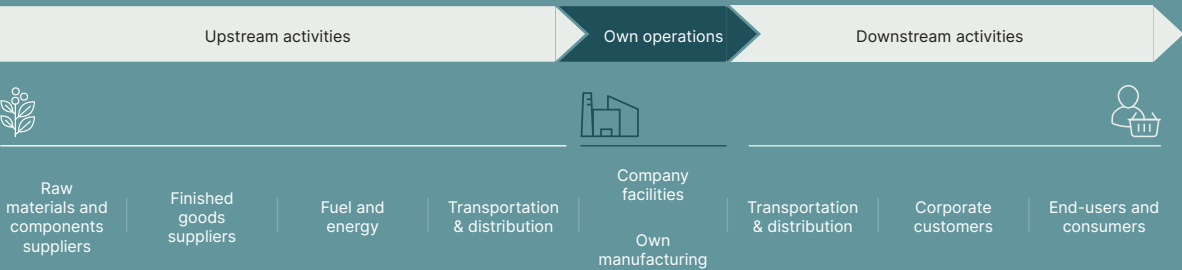 Upstream activities
Own operations
Downstream activities
Raw
materials and
components
suppliers
Finished
goods
suppliers
Fuel and
energy
Transportation
& distribution
Company
facilities
Own
manufacturing
Transportation
& distribution
Corporate
customers
End-users and
consumers